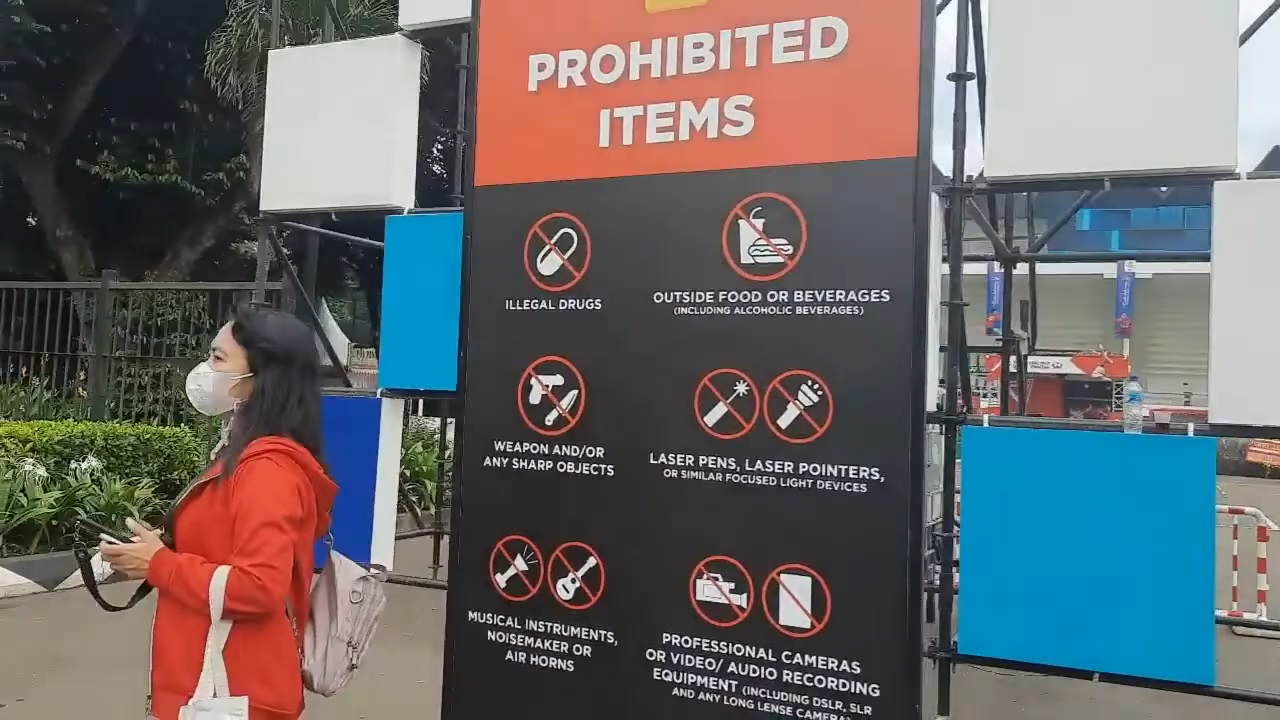 PROHIBITED
ITEMS
ILLEGAL DRUGS
OUTSIDE FOOD OR BEVERAGES
(INCLUDING ALCOHOLIC BEVERAGES)
WEAPON AND/OR
ANY SHARP OBJECTS
LASER PENS, LASER POINTERS,
OR SIMILAR FOCUSED LIGHT DEVICES
MUSICAL INSTRUMENTS,
NOISEMAKER OR
AIR HORNS
PROFESSIONAL CAMERAS
OR VIDEO/ AUDIO RECORDING
EQUIPMENT (INCLUDING DSLR, SLR
AND ANY LONG LENSE CAMERA)